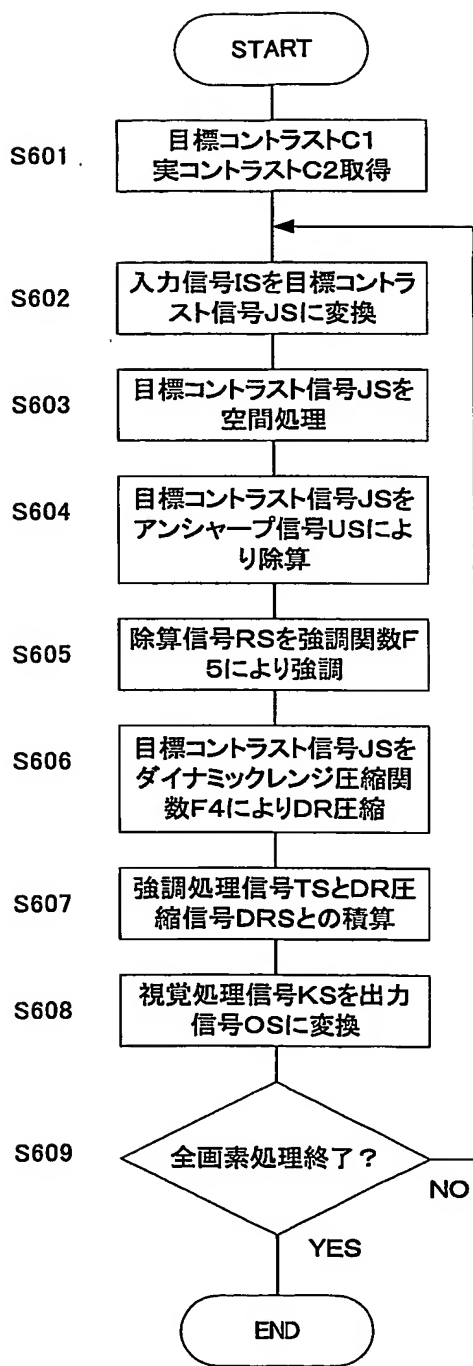 START
S601
目標コントラストC1
実コントラストC2取得
S602
入力信号ISを目標コントラ
スト信号JSに変換
S603
目標コントラスト信号JSを
空間処理
S604
目標コントラスト信号JSを
アンシャープ信号USによ
り除算
S605
除算信号RSを強調関数F
5により強調
S606
目標コントラスト信号JSを
ダイナミックレンジ圧縮関
数F4によりDR圧縮
S607
強調処理信号TSとDR圧
縮信号DRSとの積算
S608
視覚処理信号KSを出力
信号OSに変換
S609
全画素処理終了?
NO
YES
END